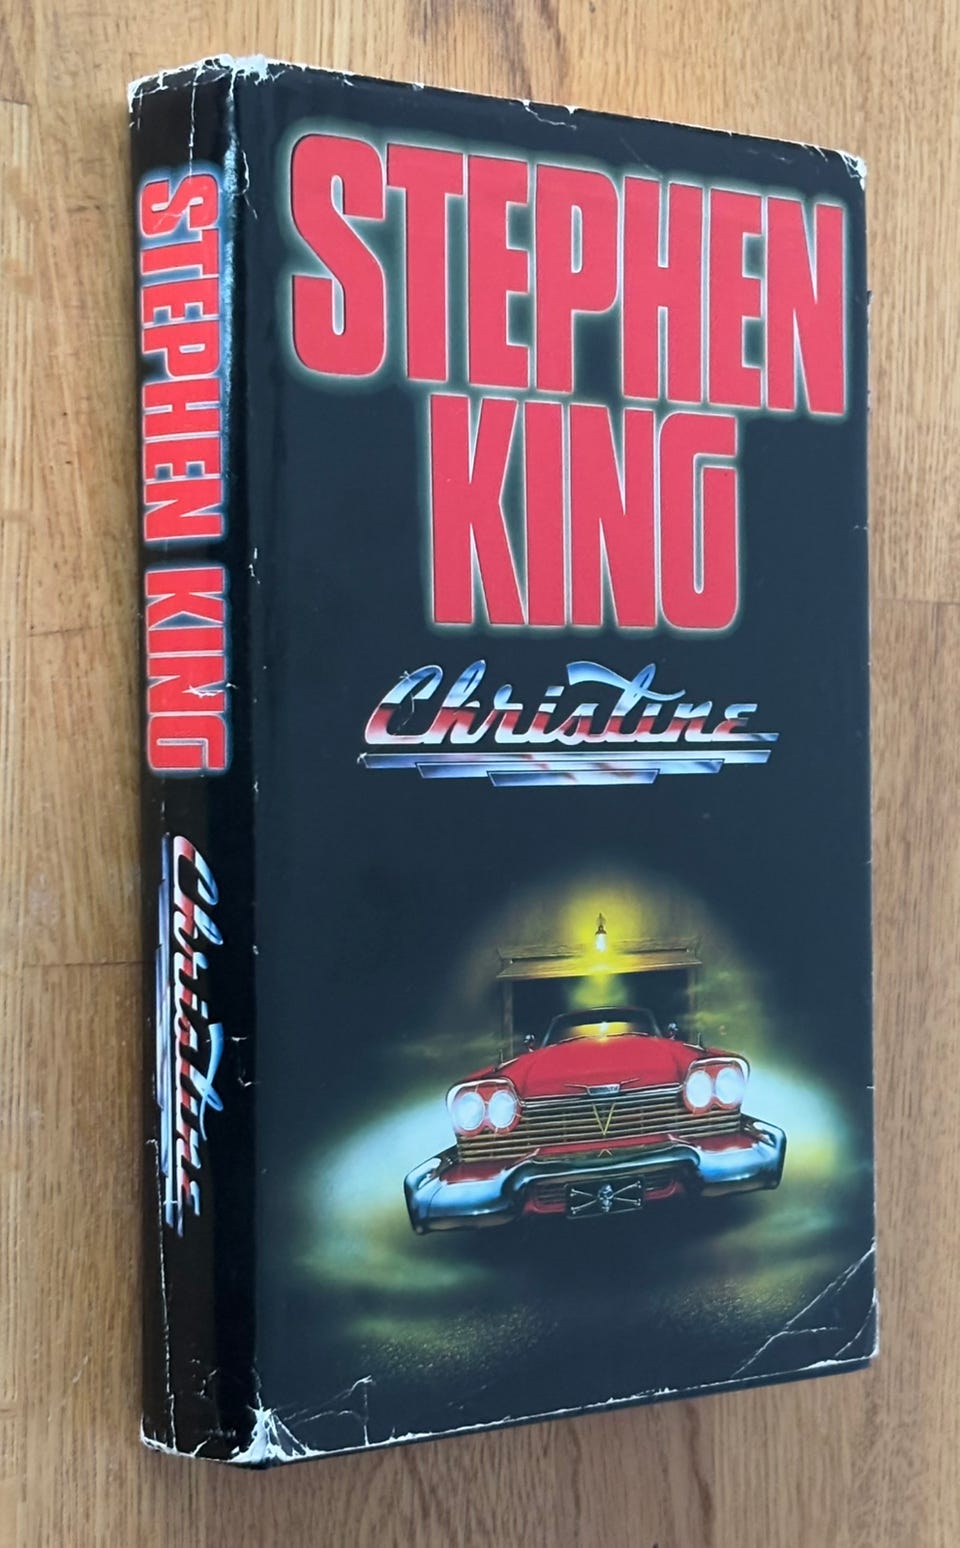 STEPHEN
KING
Christine
STEPHEN KING
Christine